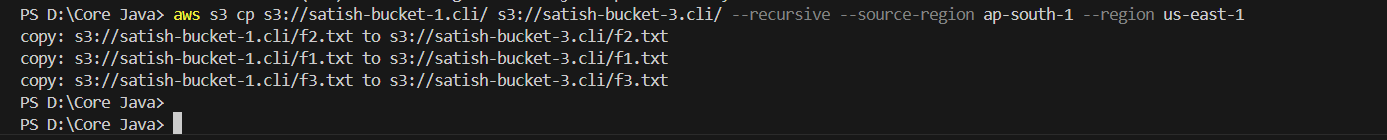 PS D:\Core Java> aws s3 cp s3://satish-bucket-1.cli/ s3://satish-bucket-3.cli/ --recursive --source-region ap-south-1 --region us-east-1
copy: s3://satish-bucket-1.cli/f2.txt to s3://satish-bucket-3.cli/f2.txt
copy: s3://satish-bucket-1.cli/f1.txt to s3://satish-bucket-3.cli/f1.txt
copy: s3://satish-bucket-1.cli/f3.txt to s3://satish-bucket-3.cli/f3.txt
PS D:\Core Java>
PS D:\Core Java>